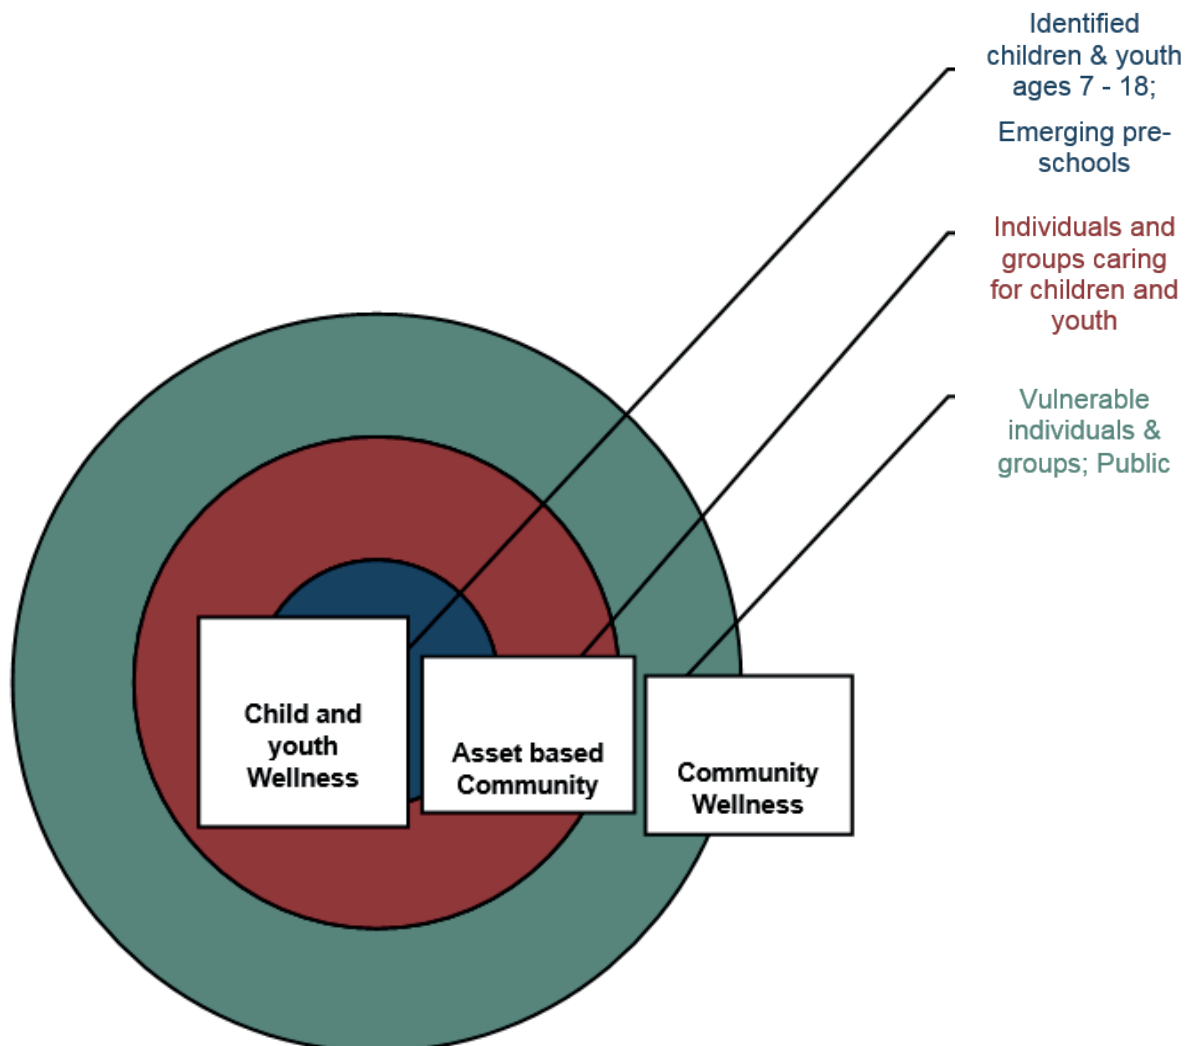 Identified
children & youth
ages 7 - 18;
Emerging pre-
schools
Individuals and
groups caring
for children and
youth
Vulnerable
individuals &
groups; Public
Child and
youth
Wellness
Asset based
Community
Community
Wellness